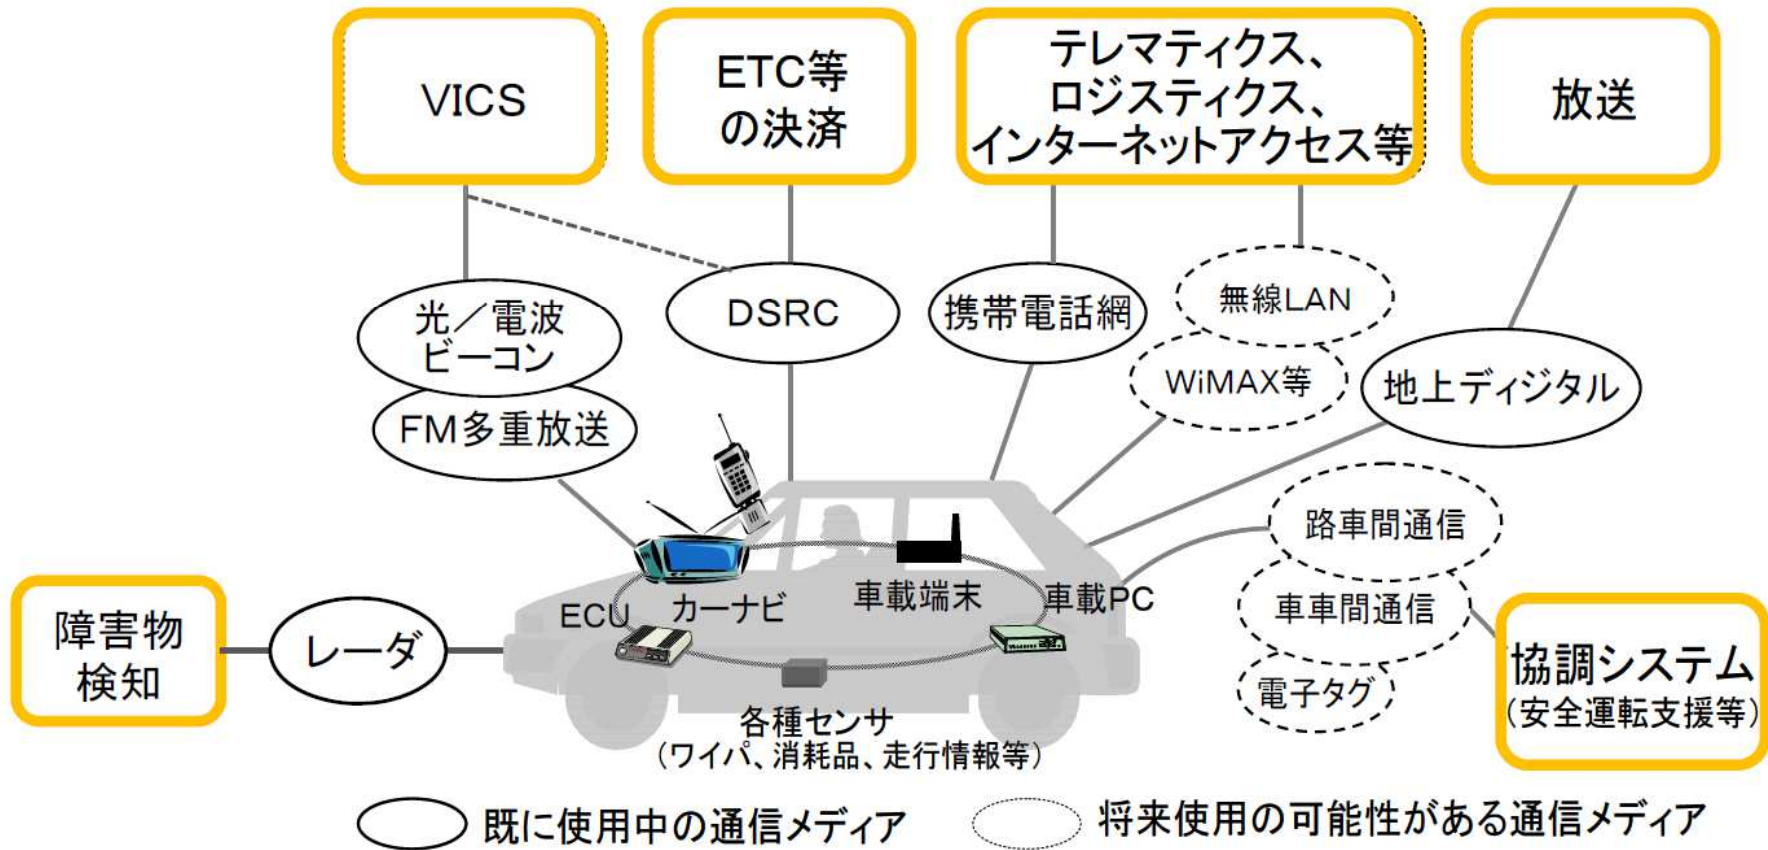 VICS
ETC等
の決済
テレマティクス、
ロジスティクス、
インターネットアクセス等
放送
光／電波
ビーコン
FM多重放送
DSRC
携帯電話網
無線LAN
WiMAX等
地上ディジタル
路車間通信
車車間通信
電子タグ
協調システム
（安全運転支援等）
障害物
検知
レーダ
ECU
カーナビ
車載端末
車載PC
各種センサ
（ワイパ、消耗品、走行情報等）
既に使用中の通信メディア
将来使用の可能性がある通信メディア